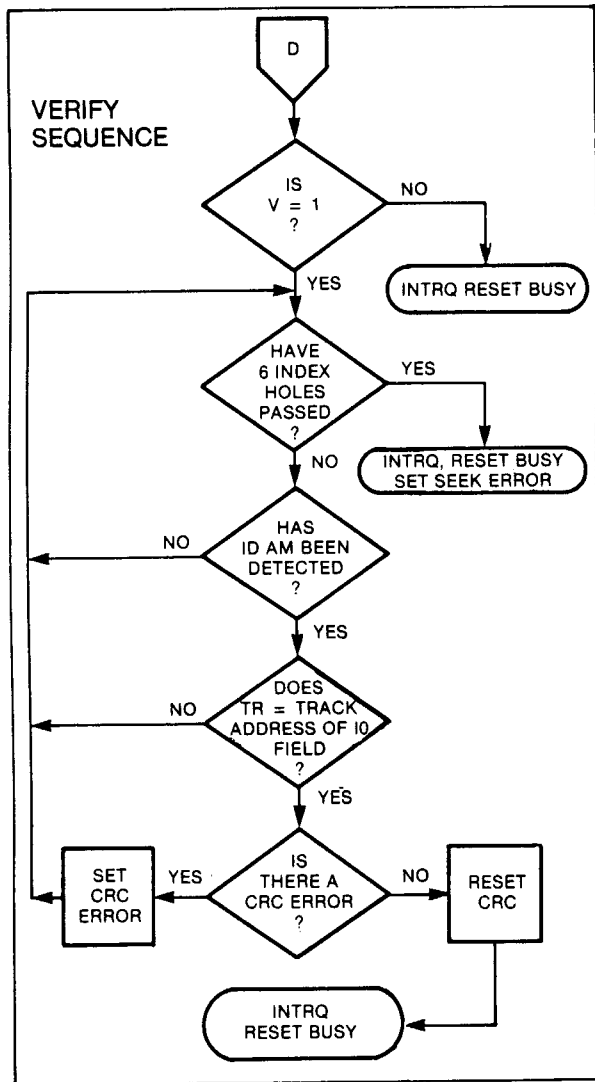 D
VERIFY
SEQUENCE
IS
V = 1
?
NO
INTRQ RESET BUSY
YES
HAVE
6 INDEX
HOLES
PASSED
?
YES
INTRQ, RESET BUSY
SET SEEK ERROR
NO
HAS
ID AM BEEN
DETECTED
?
NO
YES
DOES
TR = TRACK
ADDRESS OF I0
FIELD
?
NO
YES
IS
THERE A
CRC ERROR
?
YES
SET
CRC
ERROR
NO
RESET
CRC
INTRQ
RESET BUSY